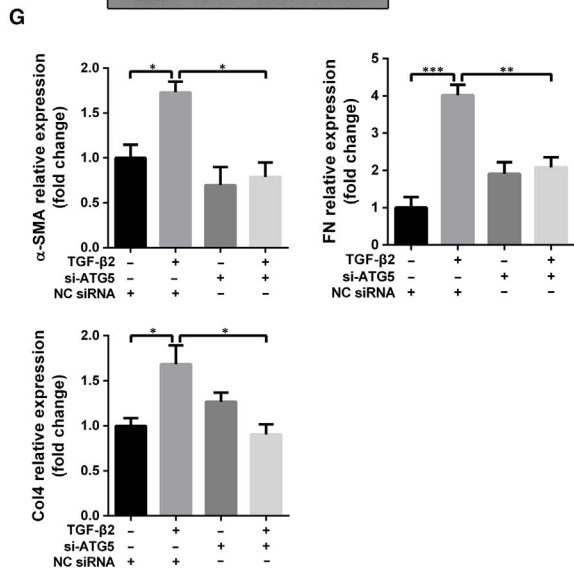 G
α-SMA relative expression
(fold change)
2.0
1.5
1.0
0.5
0.0
* *
TGF-β2 – + – +
si-ATG5 – – + +
NC siRNA + + – –
FN relative expression
(fold change)
5
4
3
2
1
0
*** **
TGF-β2 – + – +
si-ATG5 – – + +
NC siRNA + + – –
Col4 relative expression
(fold change)
2.0
1.5
1.0
0.5
0.0
* *
TGF-β2 – + – +
si-ATG5 – – + +
NC siRNA + + – –